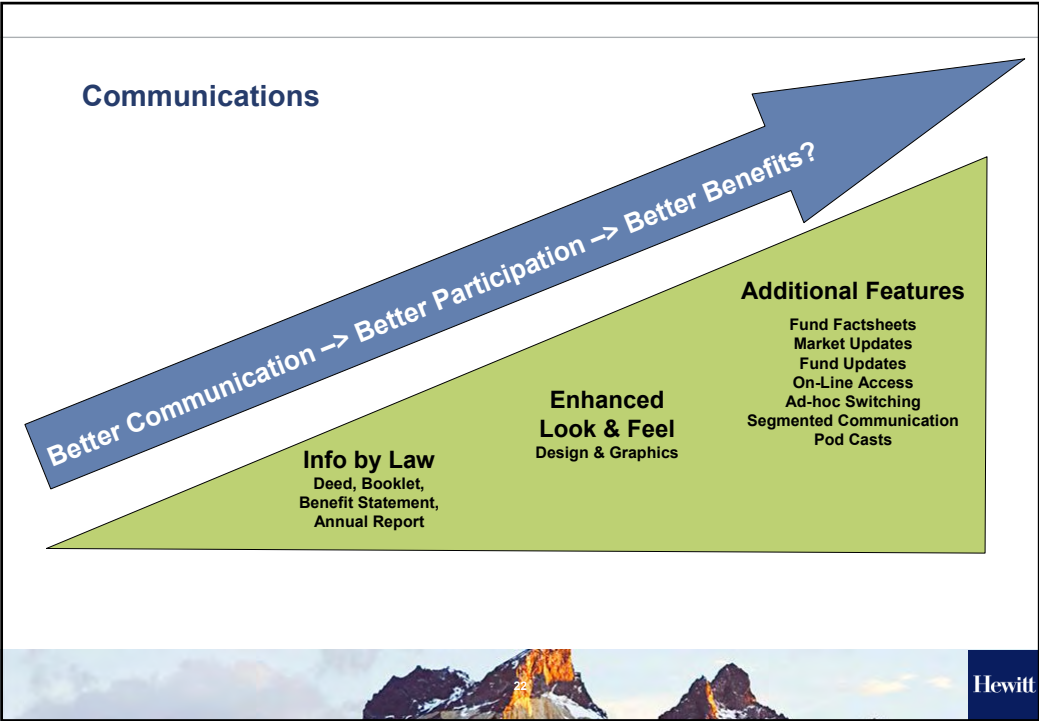 Communications
Better Communication –> Better Participation –> Better Benefits?
Info by Law
Deed, Booklet,
Benefit Statement,
Annual Report
Enhanced
Look & Feel
Design & Graphics
Additional Features
Fund Factsheets
Market Updates
Fund Updates
On-Line Access
Ad-hoc Switching
Segmented Communication
Pod Casts
22
Hewitt